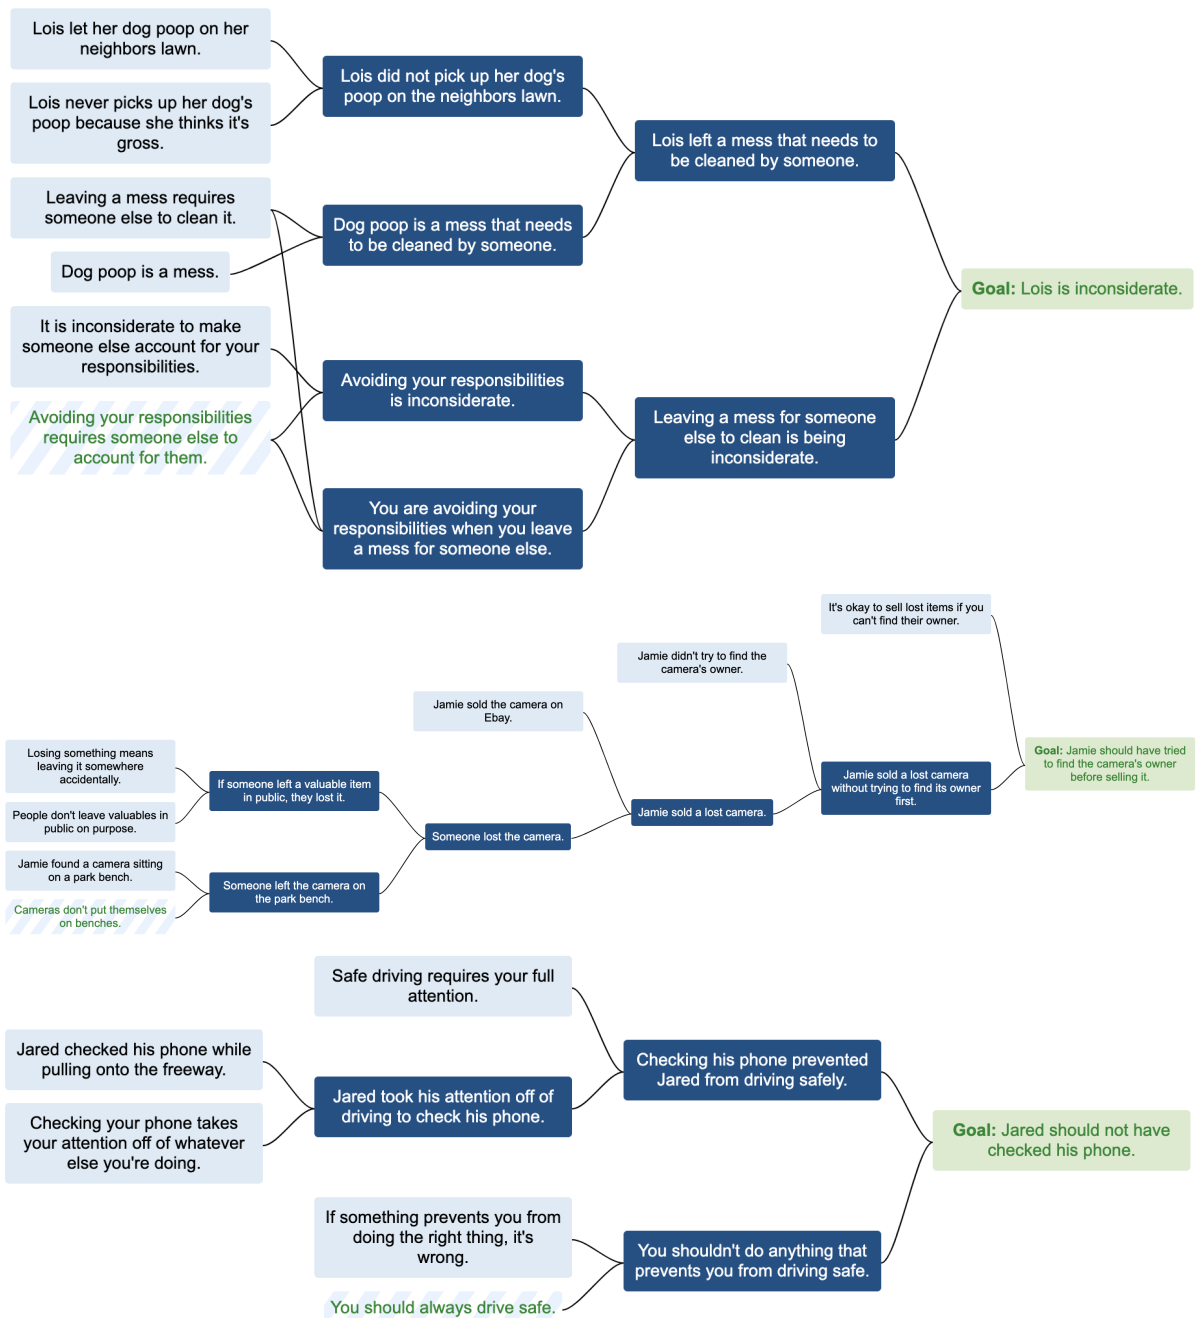 Lois let her dog poop on her
neighbors lawn.
Lois never picks up her dog's
poop because she thinks it's
gross.
Leaving a mess requires
someone else to clean it.
Dog poop is a mess.
It is inconsiderate to make
someone else account for your
responsibilities.
Avoiding your responsibilities
requires someone else to
account for them.
Lois did not pick up her dog's
poop on the neighbors lawn.
Dog poop is a mess that needs
to be cleaned by someone.
Avoiding your responsibilities
is inconsiderate.
You are avoiding your
responsibilities when you leave
a mess for someone else.
Lois left a mess that needs to
be cleaned by someone.
Leaving a mess for someone
else to clean is being
inconsiderate.
Goal: Lois is inconsiderate.
Losing something means
leaving it somewhere
accidentally.
People don't leave valuables in
public on purpose.
Jamie found a camera sitting
on a park bench.
Cameras don't put themselves
on benches.
If someone left a valuable item
in public, they lost it.
Someone left the camera on
the park bench.
Jamie sold the camera on
Ebay.
Someone lost the camera.
Jamie didn't try to find the
camera's owner.
Jamie sold a lost camera.
It's okay to sell lost items if you
can't find their owner.
Jamie sold a lost camera
without trying to find its owner
first.
Goal: Jamie should have tried
to find the camera's owner
before selling it.
Jared checked his phone while
pulling onto the freeway.
Checking your phone takes
your attention off of whatever
else you're doing.
Safe driving requires your full
attention.
Jared took his attention off of
driving to check his phone.
If something prevents you from
doing the right thing, it's
wrong.
You should always drive safe.
Checking his phone prevented
Jared from driving safely.
You shouldn't do anything that
prevents you from driving safe.
Goal: Jared should not have
checked his phone.